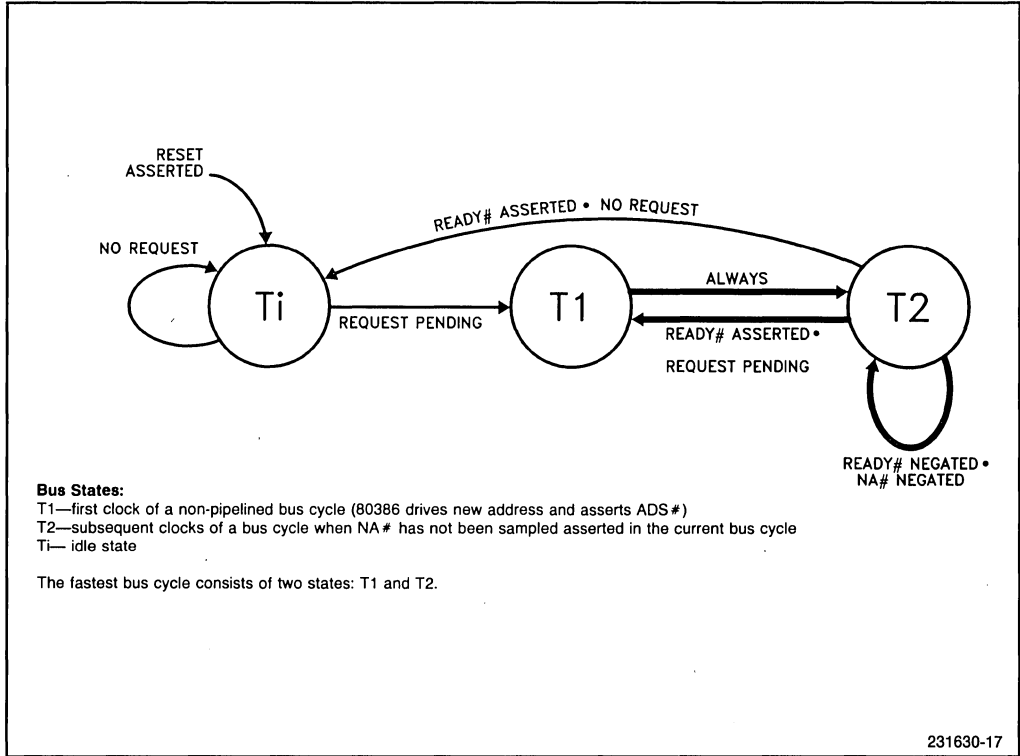 RESET
ASSERTED
NO REQUEST
READY# ASSERTED • NO REQUEST
Ti
REQUEST PENDING
T1
ALWAYS
READY# ASSERTED •
REQUEST PENDING
T2
READY# NEGATED •
NA# NEGATED
Bus States:
T1—first clock of a non-pipelined bus cycle (80386 drives new address and asserts ADS#)
T2—subsequent clocks of a bus cycle when NA# has not been sampled asserted in the current bus cycle
Ti— idle state
The fastest bus cycle consists of two states: T1 and T2.
231630-17